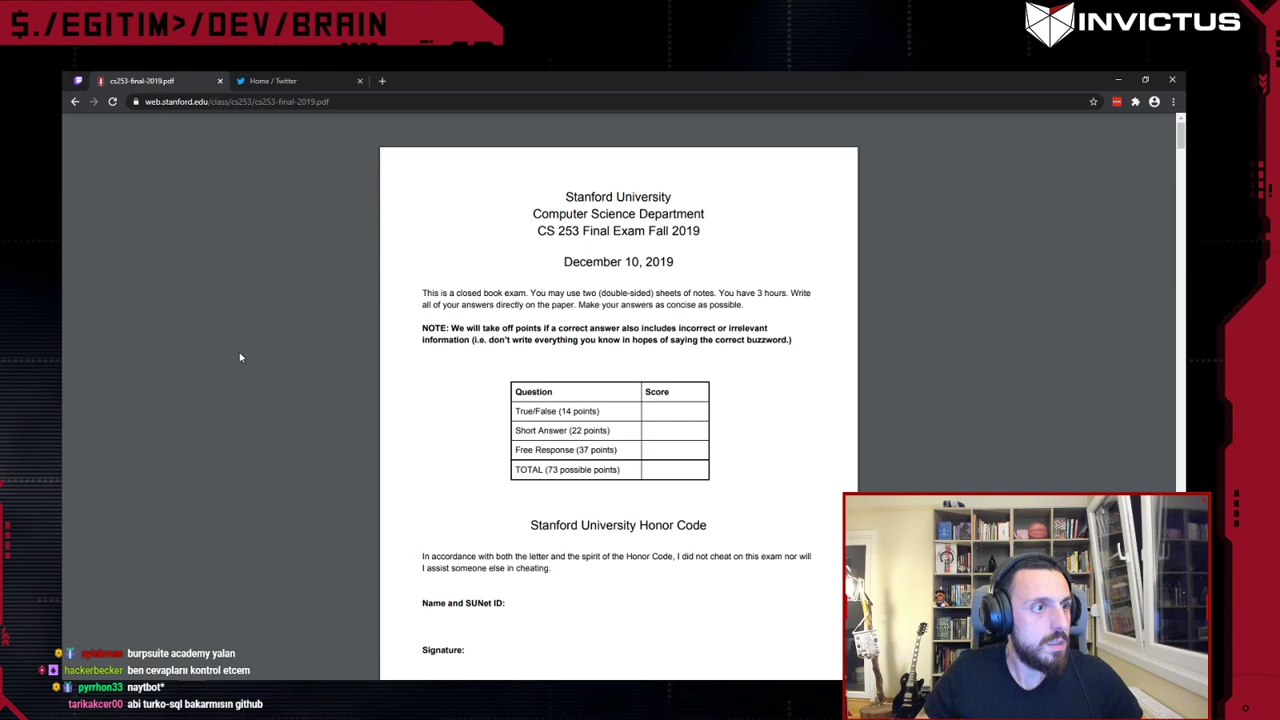 $./EGITIM>/DEV/BRAIN
INVICTUS
cs253-final-2019.pdf
Home / Twitter
web.stanford.edu/class/cs253/cs253-final-2019.pdf
Stanford University
Computer Science Department
CS 253 Final Exam Fall 2019
December 10, 2019
This is a closed book exam. You may use two (double-sided) sheets of notes. You have 3 hours. Write
all of your answers directly on the paper. Make your answers as concise as possible.
NOTE: We will take off points if a correct answer also includes incorrect or irrelevant
information (i.e. don't write everything you know in hopes of saying the correct buzzword.)
Question Score
True/False (14 points)
Short Answer (22 points)
Free Response (37 points)
TOTAL (73 possible points)
Stanford University Honor Code
In accordance with both the letter and the spirit of the Honor Code, I did not cheat on this exam nor will
I assist someone else in cheating.
Name and SUNet ID:
Signature:
burpsuite academy yalan
hackerbecker ben cevapları kontrol etcem
pyrrhon33 naytbot*
tarikakcer00 abi turko-sql bakarmısın github